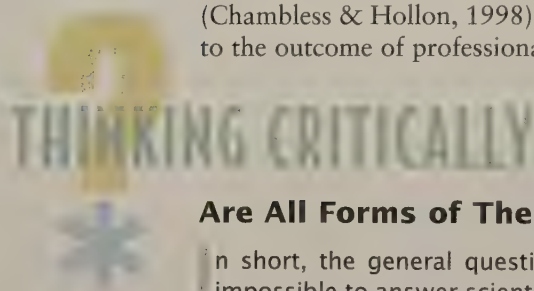 (Chambless & Hollon, 1998)
to the outcome of professiona
THINKING CRITICALLY
Are All Forms of The
In short, the general questi
impossible to answer scient